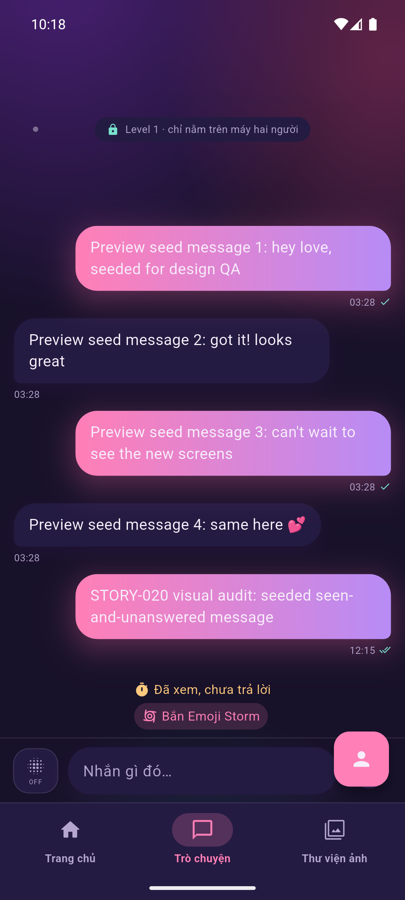 10:18
Level 1 · chỉ nằm trên máy hai người
Preview seed message 1: hey love,
seeded for design QA
03:28
Preview seed message 2: got it! looks
great
03:28
Preview seed message 3: can't wait to
see the new screens
03:28
Preview seed message 4: same here 💕
03:28
STORY-020 visual audit: seeded seen-
and-unanswered message
12:15
Đã xem, chưa trả lời
Bắn Emoji Storm
OFF
Nhắn gì đó…
Trang chủ
Trò chuyện
Thư viện ảnh